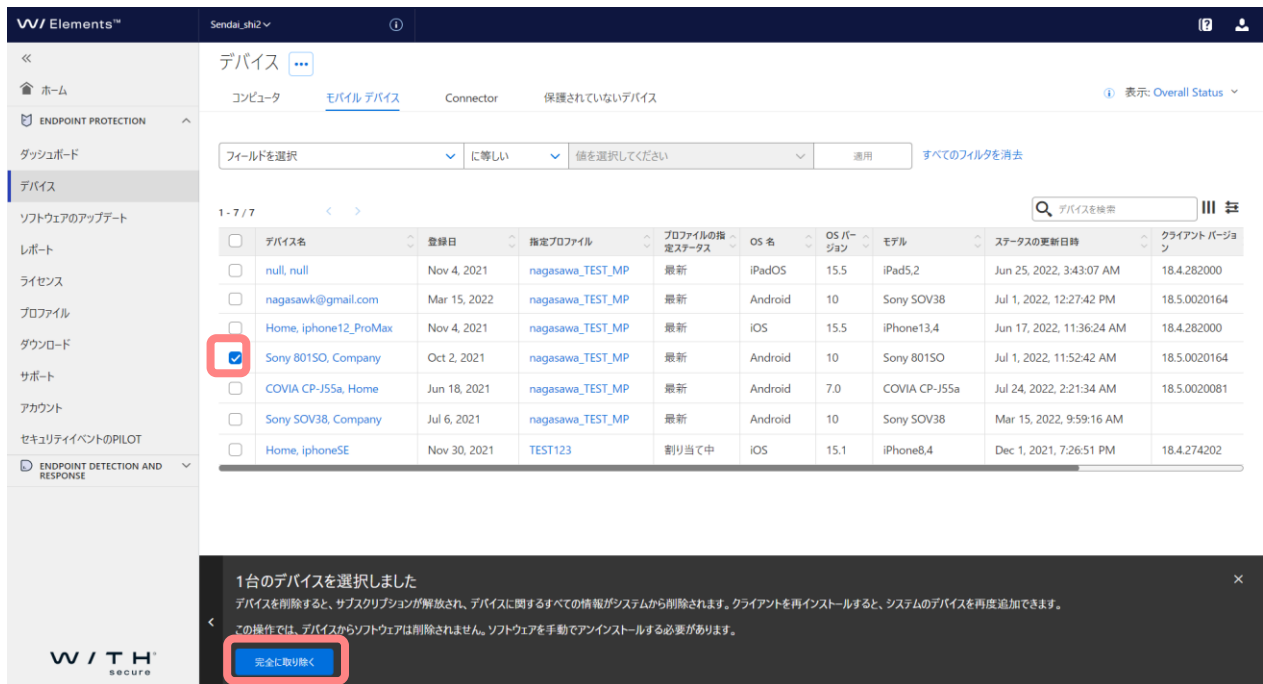 W/ Elements™
Sendai_shi2
ホーム
ENDPOINT PROTECTION
ダッシュボード
デバイス
ソフトウェアのアップデート
レポート
ライセンス
プロファイル
ダウンロード
サポート
アカウント
セキュリティイベントのPILOT
ENDPOINT DETECTION AND
RESPONSE
W / T H
secure
デバイス ...
コンピュータ モバイル デバイス Connector 保護されていないデバイス
表示: Overall Status
フィールドを選択 に等しい 値を選択してください 適用 すべてのフィルタを消去
1 - 7 / 7 デバイスを検索
デバイス名 登録日 指定プロファイル プロファイルの指定ステータス OS 名 OS バージョン モデル ステータスの更新日時 クライアント バージョン
null, null Nov 4, 2021 nagasawa_TEST_MP 最新 iPadOS 15.5 iPad5,2 Jun 25, 2022, 3:43:07 AM 18.4.282000
nagasawk@gmail.com Mar 15, 2022 nagasawa_TEST_MP 最新 Android 10 Sony SOV38 Jul 1, 2022, 12:27:42 PM 18.5.0020164
Home, iphone12_ProMax Nov 4, 2021 nagasawa_TEST_MP 最新 iOS 15.5 iPhone13,4 Jun 17, 2022, 11:36:24 AM 18.4.282000
Sony 801SO, Company Oct 2, 2021 nagasawa_TEST_MP 最新 Android 10 Sony 801SO Jul 1, 2022, 11:52:42 AM 18.5.0020164
COVIA CP-J55a, Home Jun 18, 2021 nagasawa_TEST_MP 最新 Android 7.0 COVIA CP-J55a Jul 24, 2022, 2:21:34 AM 18.5.0020081
Sony SOV38, Company Jul 6, 2021 nagasawa_TEST_MP 最新 Android 10 Sony SOV38 Mar 15, 2022, 9:59:16 AM
Home, iphoneSE Nov 30, 2021 TEST123 割り当て中 iOS 15.1 iPhone8,4 Dec 1, 2021, 7:26:51 PM 18.4.274202
1台のデバイスを選択しました
デバイスを削除すると、サブスクリプションが解放され、デバイスに関するすべての情報がシステムから削除されます。クライアントを再インストールすると、システムのデバイスを再度追加できます。
この操作では、デバイスからソフトウェアは削除されません。ソフトウェアを手動でアンインストールする必要があります。
完全に取り除く